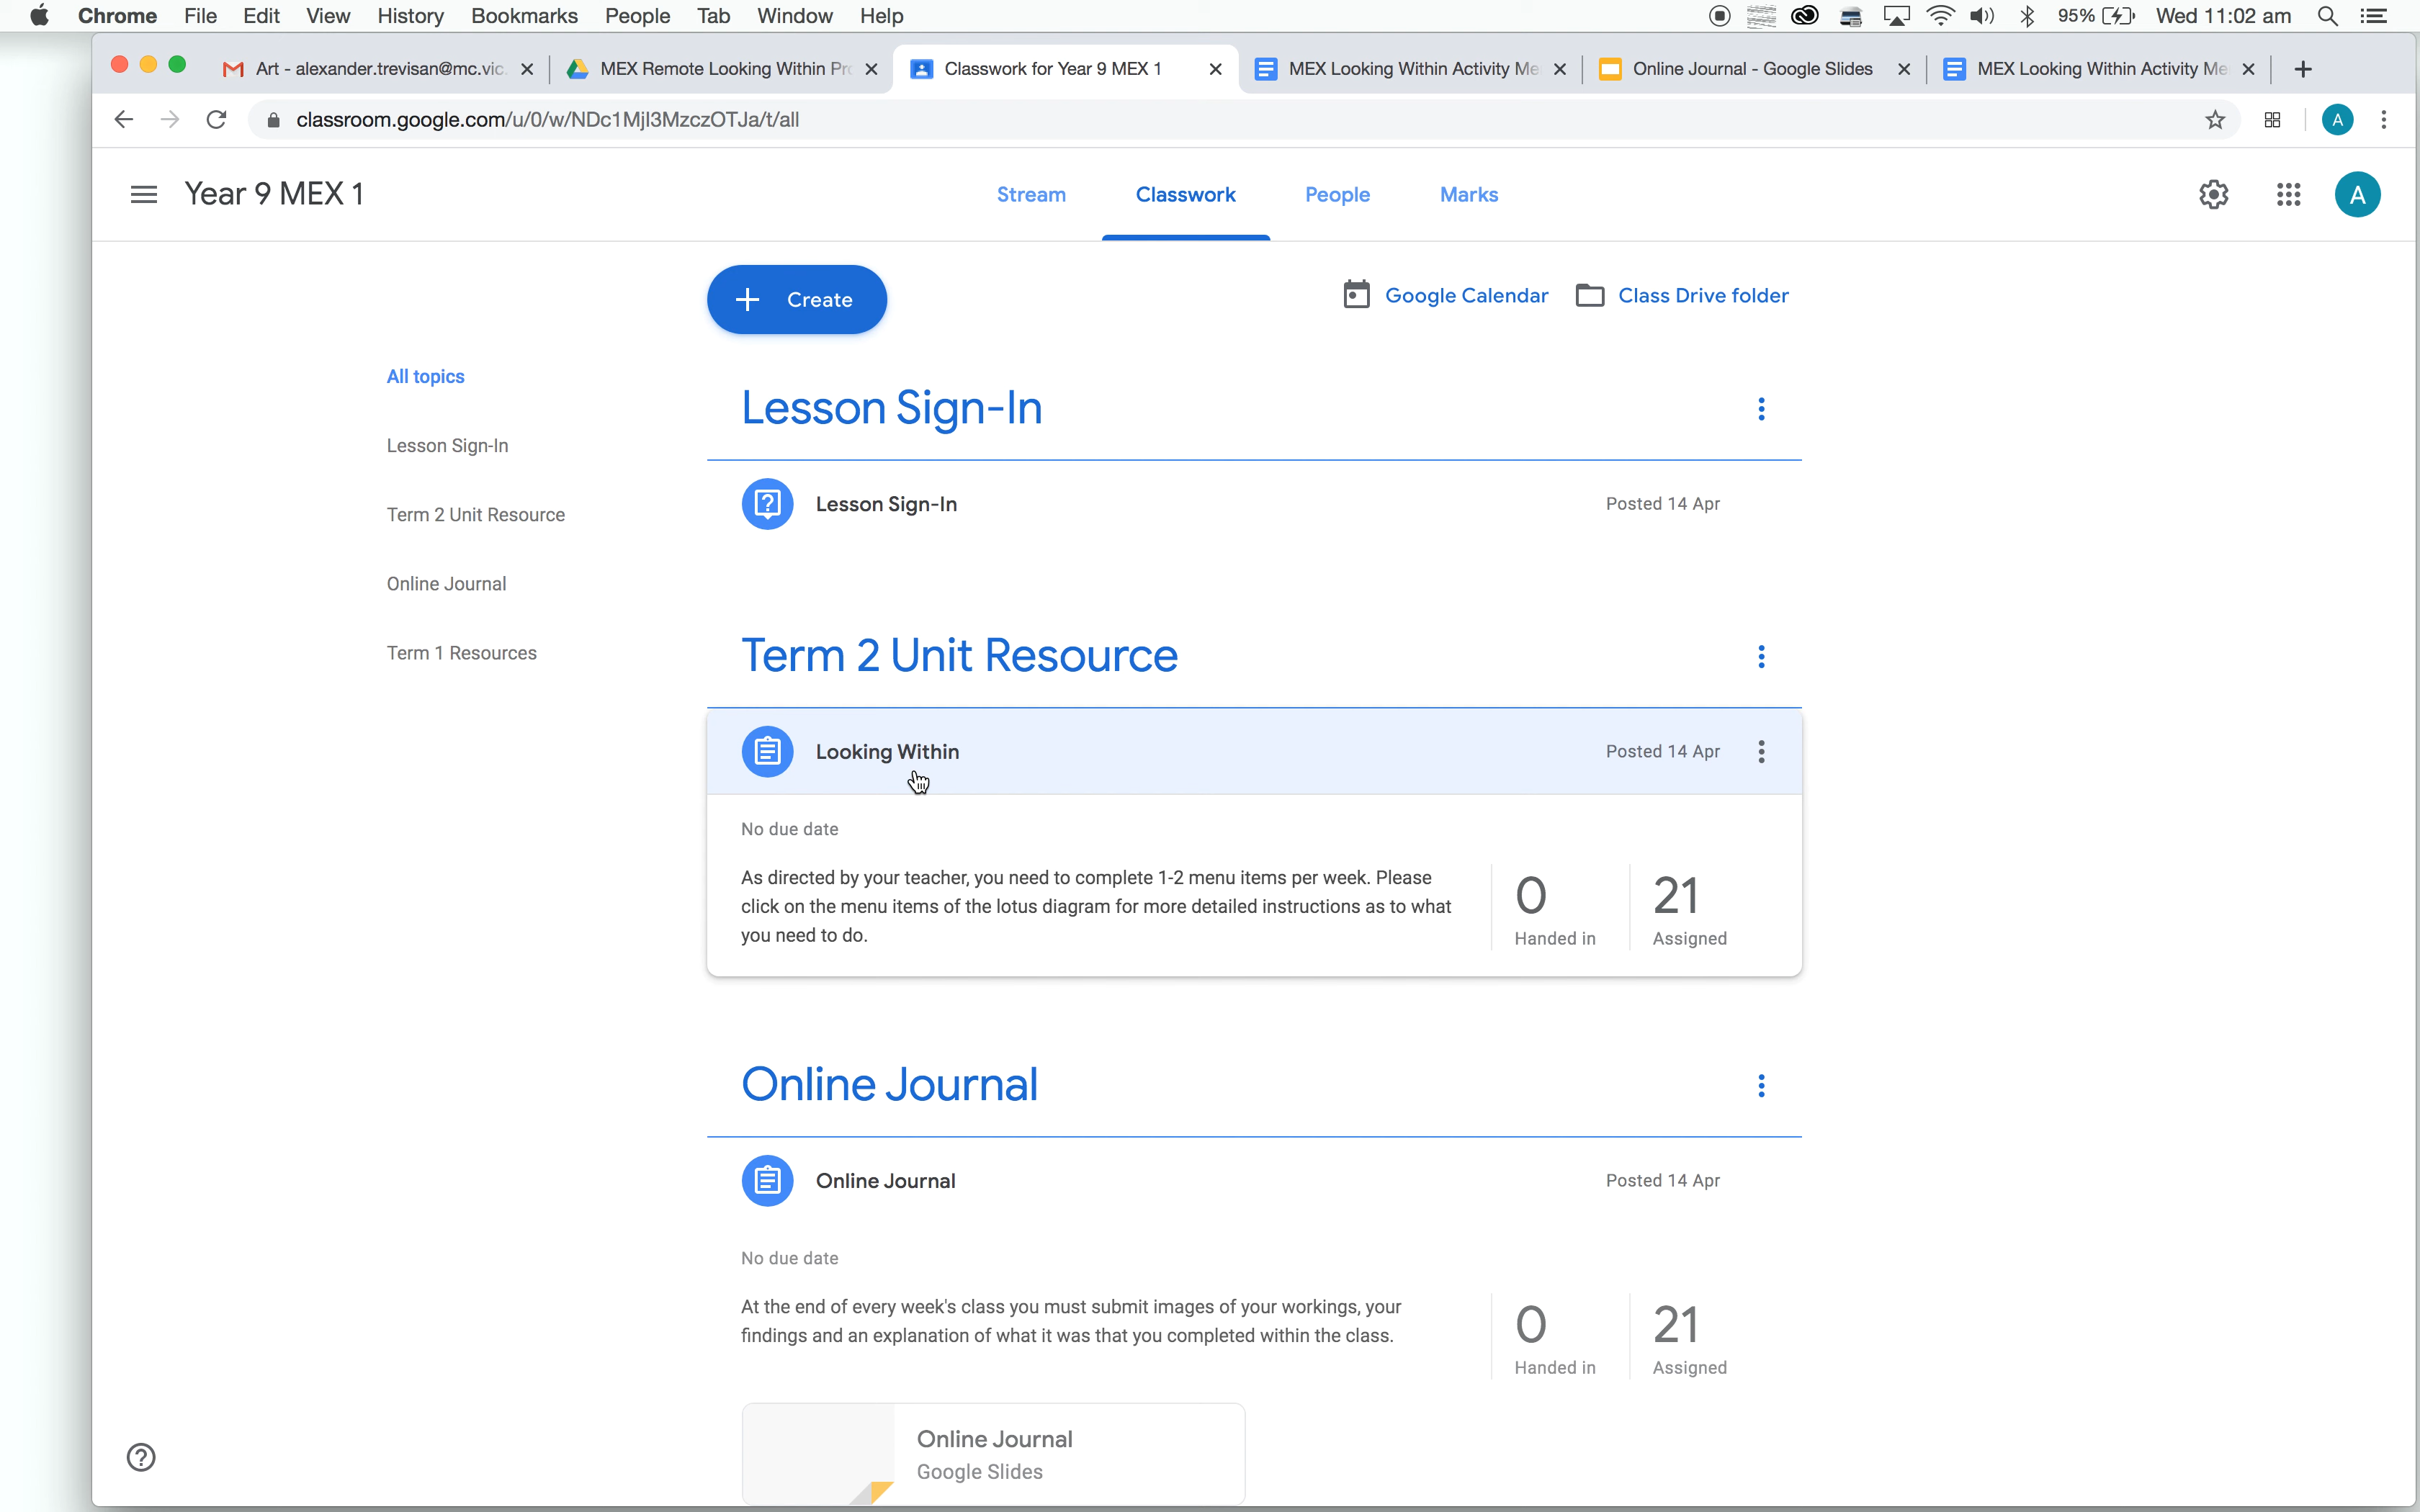 Chrome File Edit View History Bookmarks People Tab Window Help 95% Wed 11:02 am
Art - alexander.trevisan@mc.vic. MEX Remote Looking Within Pro Classwork for Year 9 MEX 1 MEX Looking Within Activity Me Online Journal - Google Slides MEX Looking Within Activity Me
A
Year 9 MEX 1 Stream Classwork People Marks A
Create Google Calendar Class Drive folder
All topics
Lesson Sign-In
Term 2 Unit Resource
Online Journal
Term 1 Resources
Lesson Sign-In
Lesson Sign-In Posted 14 Apr
Term 2 Unit Resource
Looking Within Posted 14 Apr
No due date
As directed by your teacher, you need to complete 1-2 menu items per week. Please
click on the menu items of the lotus diagram for more detailed instructions as to what
you need to do.
0 21
Handed in Assigned
Online Journal
Online Journal Posted 14 Apr
No due date
At the end of every week's class you must submit images of your workings, your
findings and an explanation of what it was that you completed within the class.
0 21
Handed in Assigned
Online Journal
Google Slides